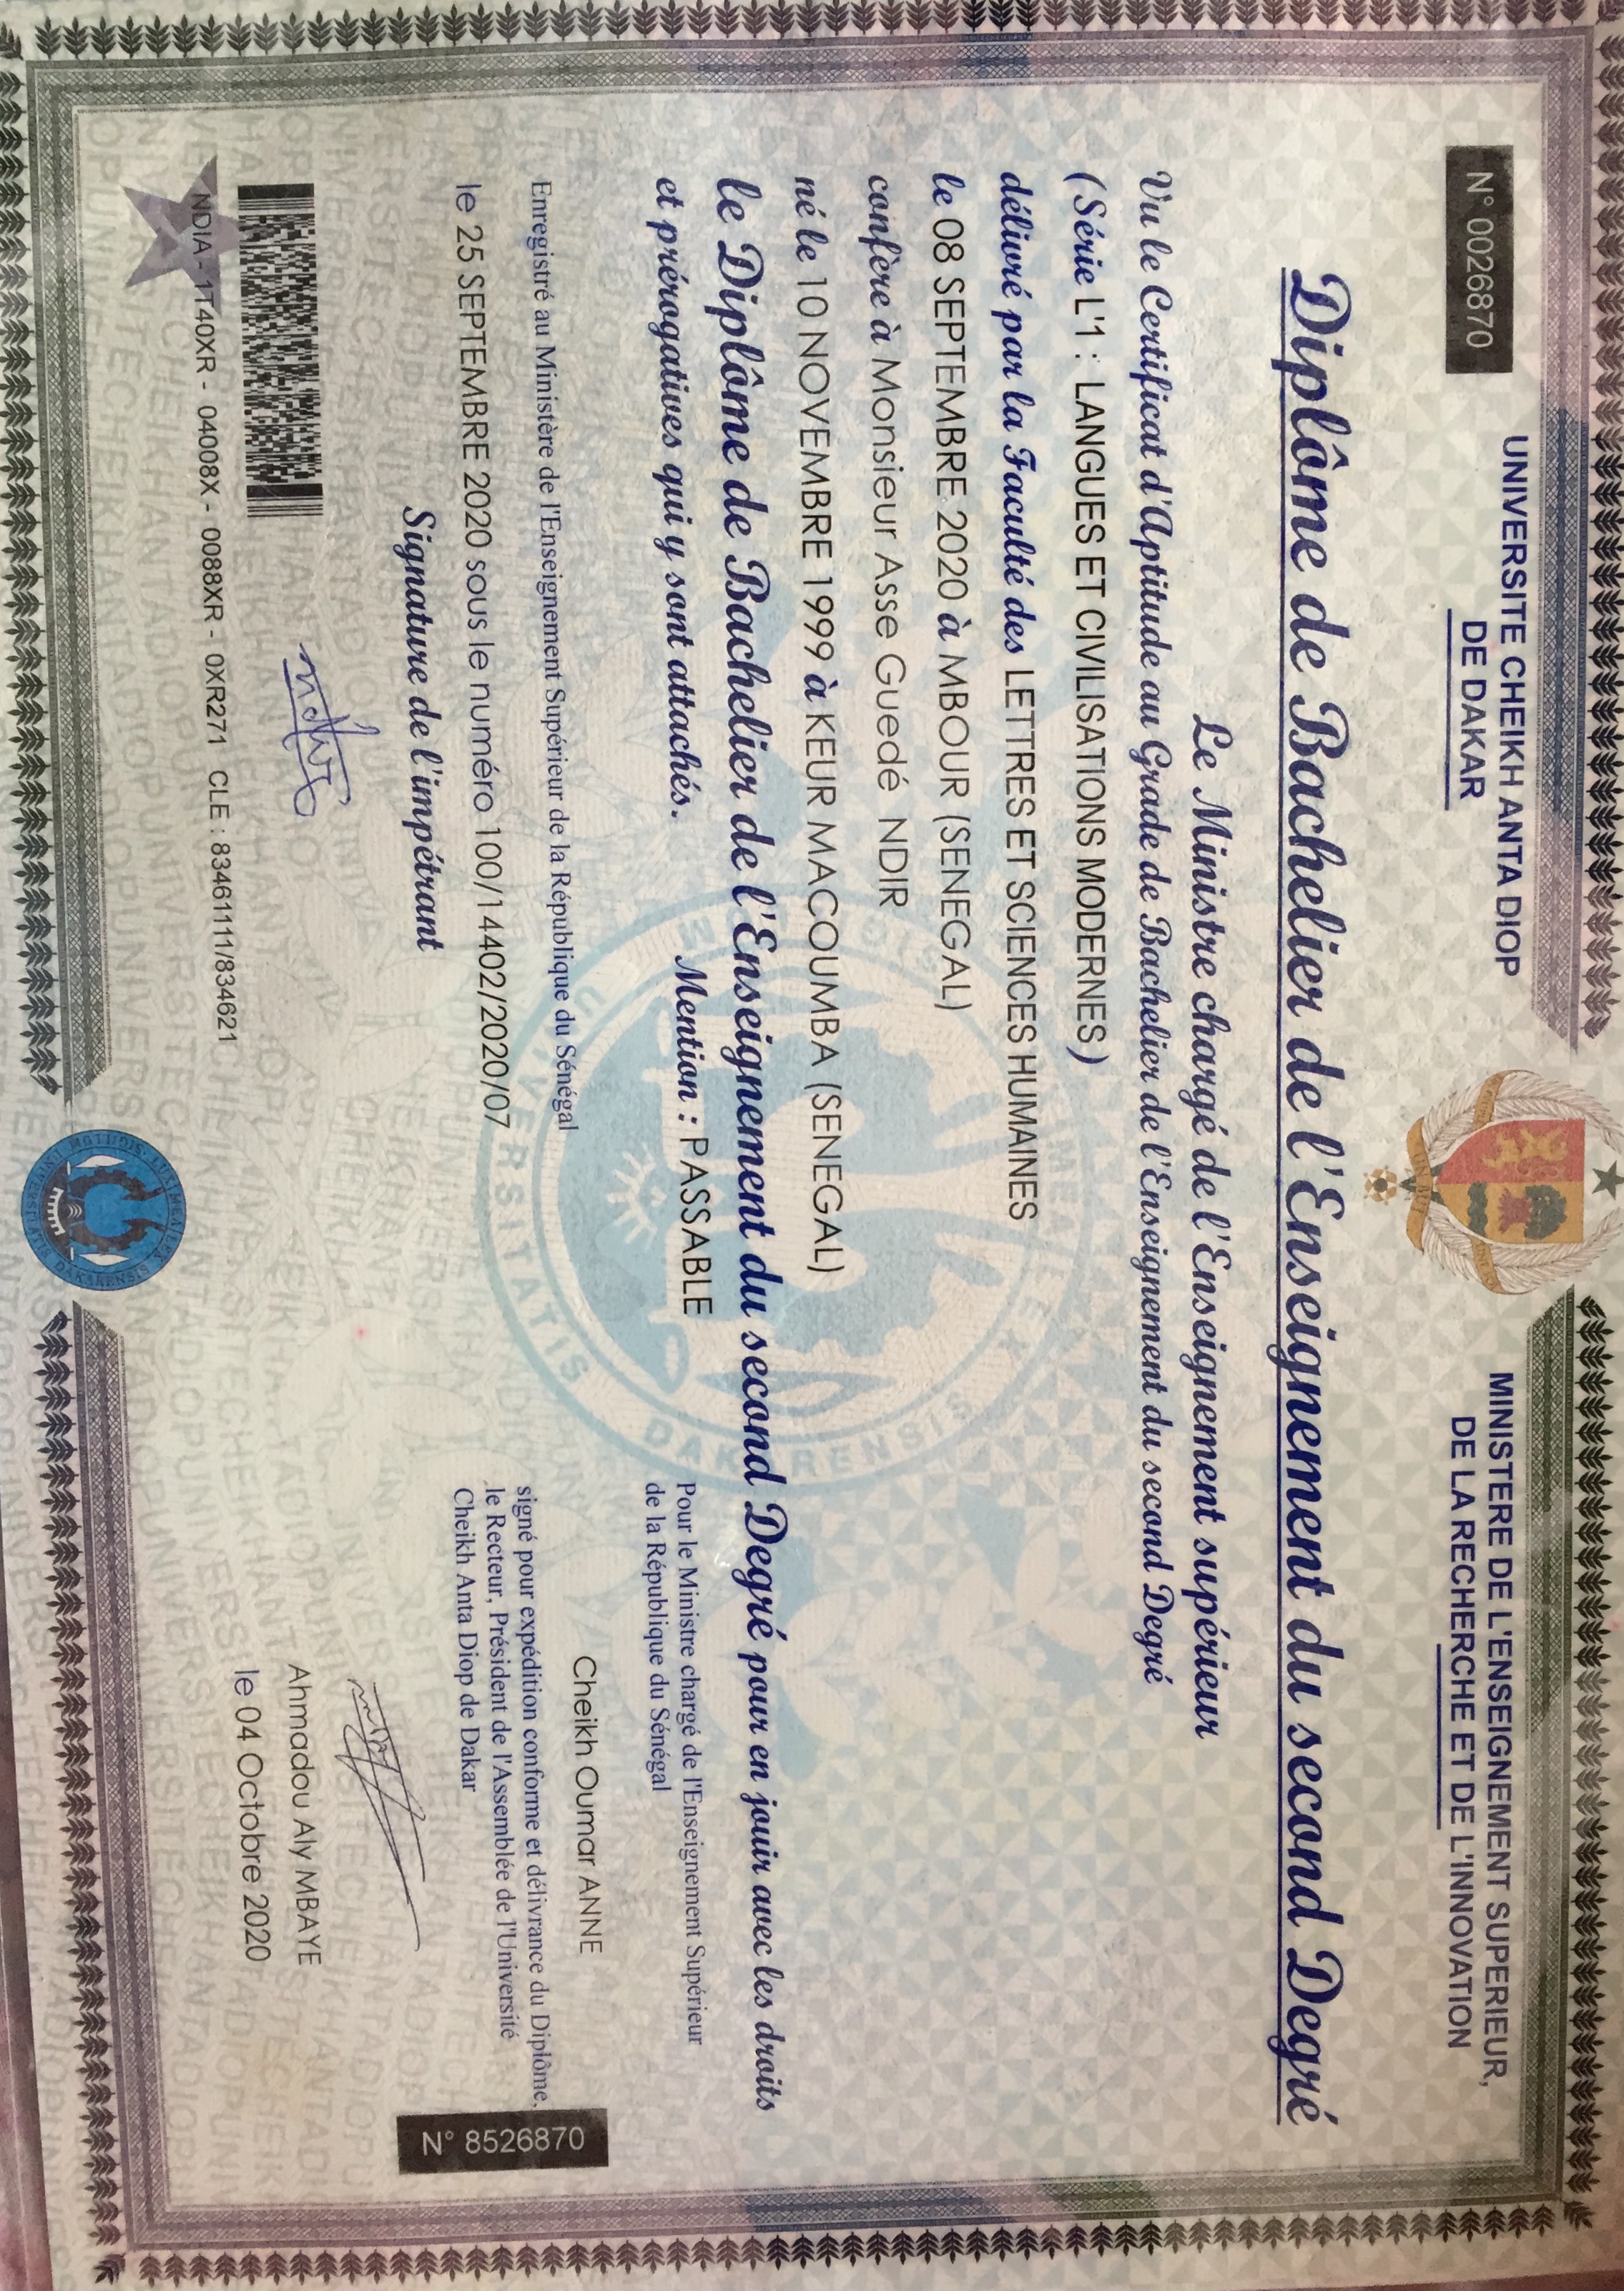 N° 0026870
UNIVERSITE CHEIKH ANTA DIOP
DE DAKAR
MINISTERE DE L'ENSEIGNEMENT SUPERIEUR,
DE LA RECHERCHE ET DE L'INNOVATION
UN BUT
Diplôme de Bachelier de l'Enseignement du second Degré
Le Ministre chargé de l'Enseignement supérieur
Vu le Certificat d'Aptitude au Grade de Bachelier de l'Enseignement du second Degré
(Série L'1 : LANGUES ET CIVILISATIONS MODERNES)
délivré par la Faculté des LETTRES ET SCIENCES HUMAINES
le 08 SEPTEMBRE 2020 à MBOUR (SENEGAL)
confère à Monsieur Asse Guedé NDIR
né le 10 NOVEMBRE 1999 à KEUR MACOUMBA (SENEGAL)
le Diplôme de Bachelier de l'Enseignement du second Degré pour en jouir avec les droits
et prérogatives qui y sont attachés.
Mention : PASSABLE
Pour le Ministre chargé de l'Enseignement Supérieur
de la République du Sénégal
Cheikh Oumar ANNE
Enregistré au Ministère de l'Enseignement Supérieur de la République du Sénégal
le 25 SEPTEMBRE 2020 sous le numéro 100/14402/2020/07
signé pour expédition conforme et délivrance du Diplôme,
le Recteur, Président de l'Assemblée de l'Université
Cheikh Anta Diop de Dakar
N° 8526870
Signature de l'impétrant
ndir
Ahmadou Aly MBAYE
le 04 Octobre 2020
NDIA - 1T40XR - 04008X - 0088XR - 0XR271 CLE : 83461111/834621